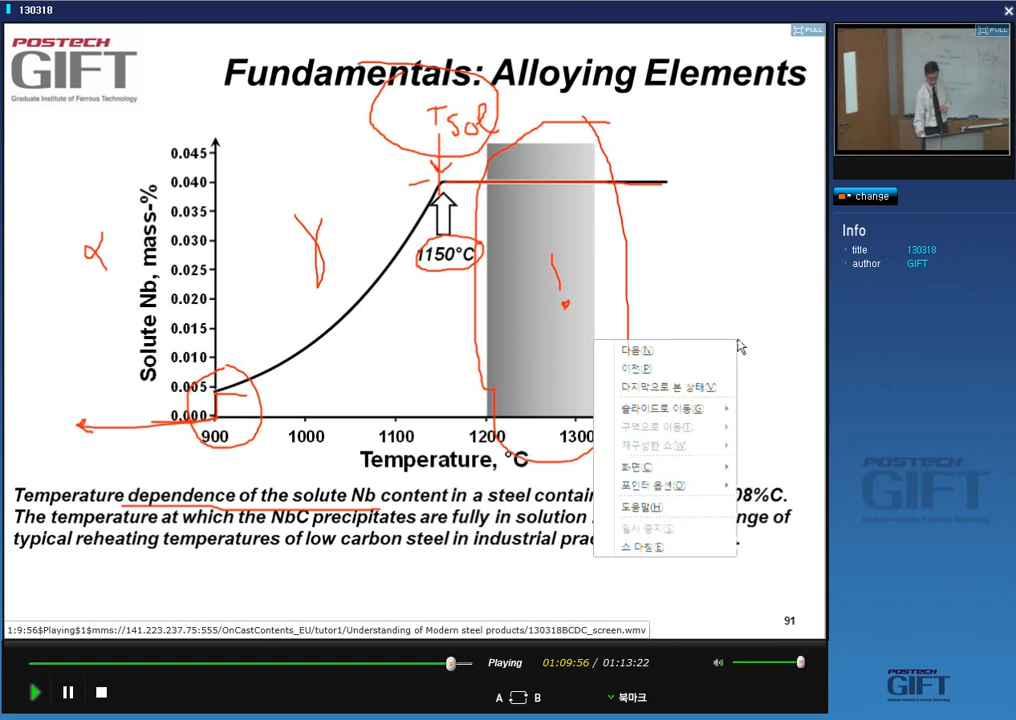 130318
FULL
FULL
POSTECH
GIFT
Graduate Institute of Ferrous Technology
Fundamentals: Alloying Elements
TSol
Solute Nb, mass-%
0.045
0.040
0.035
0.030
0.025
0.020
0.015
0.010
0.005
0.000
α
γ
1150°C
!
900 1000 1100 1200 1300
Temperature, °C
Temperature dependence of the solute Nb content in a steel contain 08%C.
The temperature at which the NbC precipitates are fully in solution nge of
typical reheating temperatures of low carbon steel in industrial pra
91
다음(N)
이전(P)
마지막으로 본 상태(V)
슬라이드로 이동(G)
구역으로 이동(T)
재구성한 쇼(W)
화면(C)
포인터 옵션(O)
도움말(H)
일시 중지(S)
쇼 마침(E)
change
Info
title 130318
author GIFT
1:9:56$Playing$1$mms://141.223.237.75:555/OnCastContents_EU/tutor1/Understanding of Modern steel products/130318BCDC_screen.wmv
Playing 01:09:56 / 01:13:22
A B 북마크
POSTECH
GIFT
POSTECH
GIFT